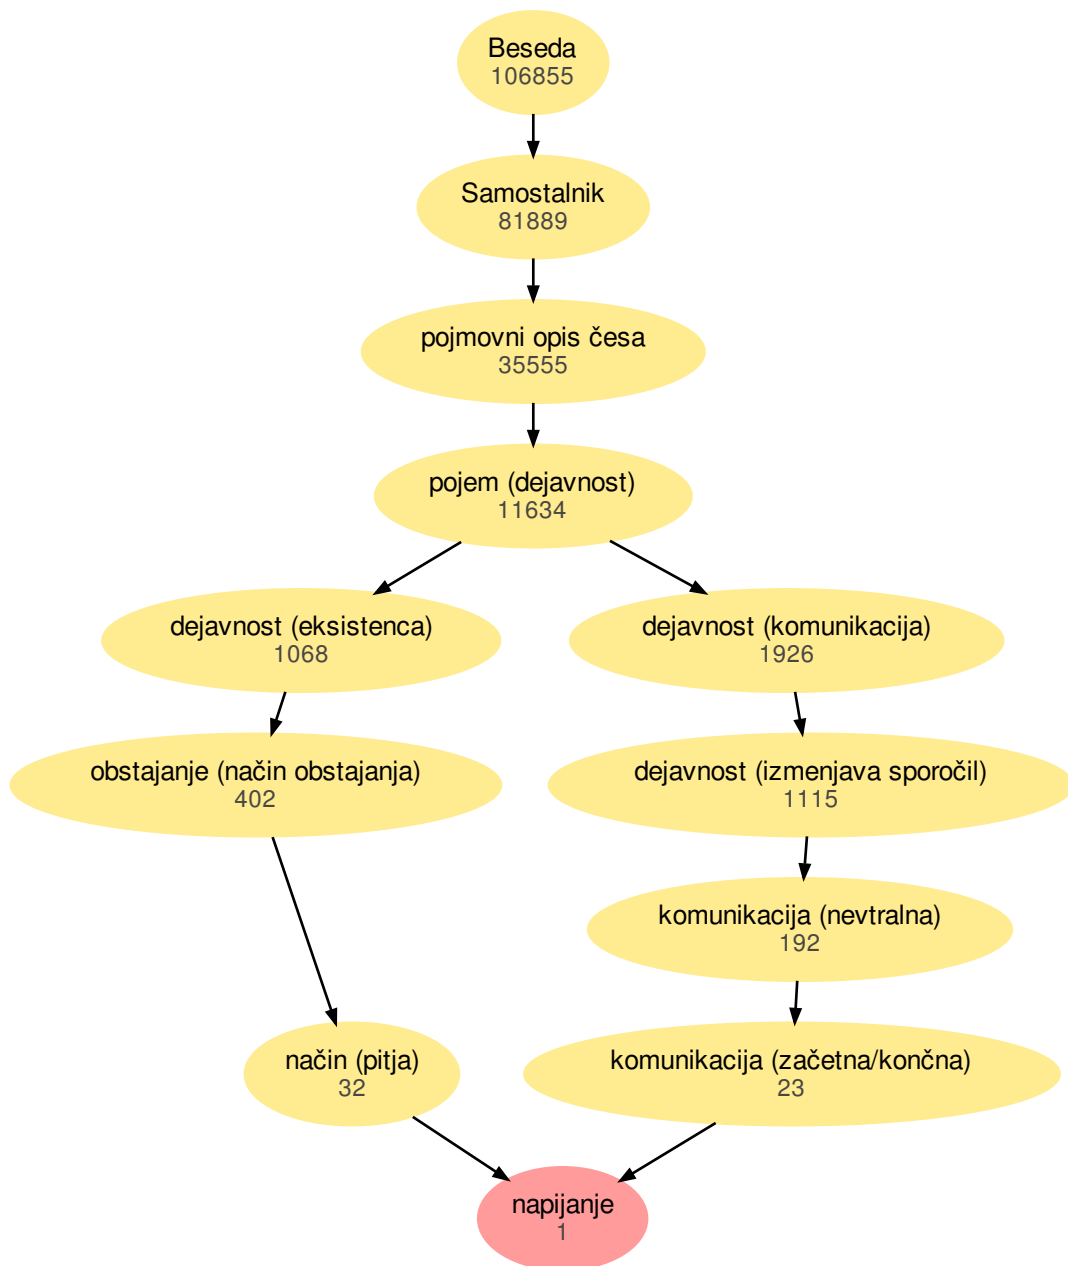 Beseda
106855
Samostalnik
81889
pojmovni opis česa
35555
pojem (dejavnost)
11634
dejavnost (eksistenca)
1068
dejavnost (komunikacija)
1926
obstajanje (način obstajanja)
402
dejavnost (izmenjava sporočil)
1115
komunikacija (nevtralna)
192
način (pitja)
32
komunikacija (začetna/končna)
23
napijanje
1